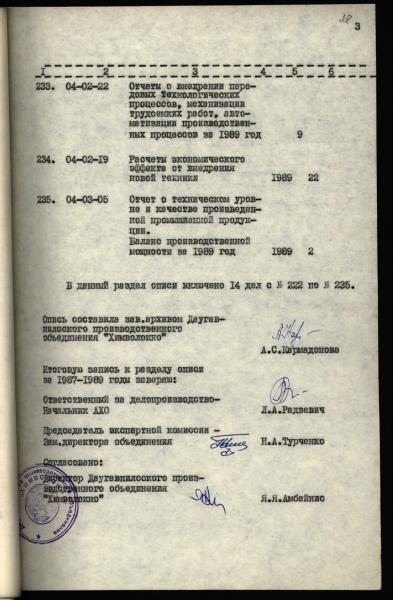 28
3
1 2 3 4 5 6
233. 04-02-22 Отчеты о внедрении пере-
довых технологических
процессов, механизации
трудоемких работ, авто-
матизации производствен-
ных процессов за 1989 год 9
234. 04-02-19 Расчеты экономического
эффекта от внедрения
новой техники 1989 22
235. 04-03-05 Отчет о техническом уров-
не и качестве произведен-
ной промышленной продук-
ции.
Баланс производственной
мощности за 1989 год 1989 2
В данный раздел описи включено 14 дел с № 222 по № 235.
Опись составила зав.архивом Даугав-
пилсского производственного
объединения "Химволокно"
А.С.Кармадонова
Итоговую запись к разделу описи
за 1987-1989 годы заверяю:
Ответственный за делопроизводство-
Начальник АХО Л.А.Радзевич
Председатель экспертной комиссии -
Зам.директора объединения Н.А.Турченко
Согласовано:
Директор Даугавпилсского произ-
водственного объединения
"Химволокно" Я.Я.Амбайнис